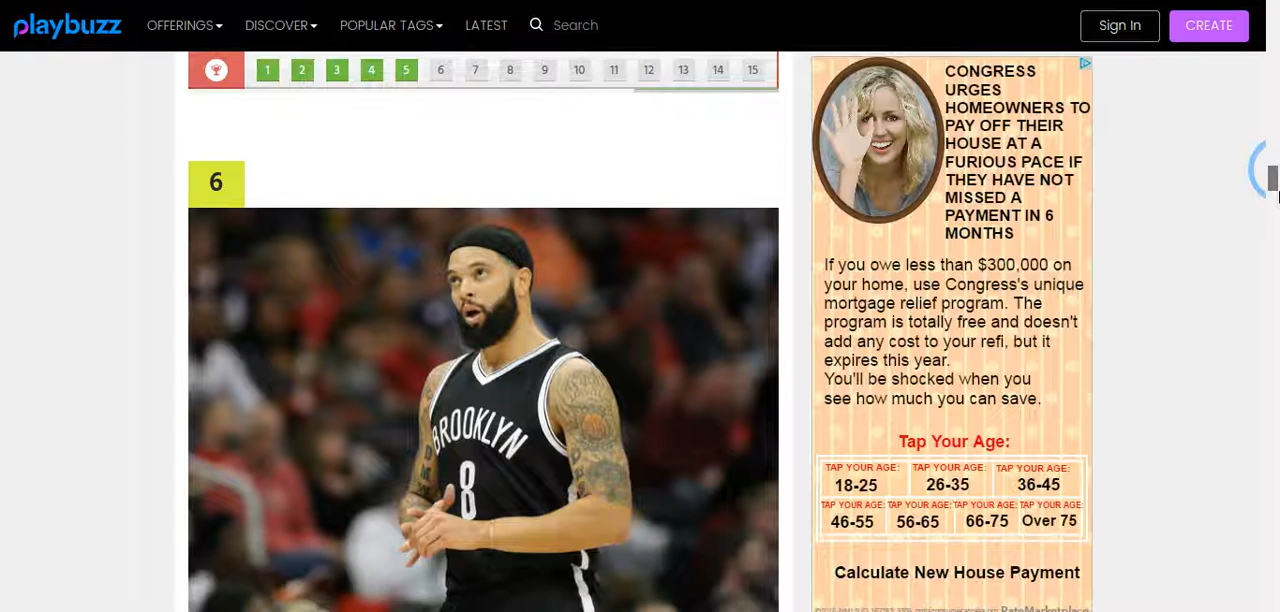 playbuzz OFFERINGS DISCOVER POPULAR TAGS LATEST Search Sign In CREATE
1 2 3 4 5 6 7 8 9 10 11 12 13 14 15
6
BROOKLYN
8
CONGRESS
URGES
HOMEOWNERS TO
PAY OFF THEIR
HOUSE AT A
FURIOUS PACE IF
THEY HAVE NOT
MISSED A
PAYMENT IN 6
MONTHS
If you owe less than $300,000 on
your home, use Congress's unique
mortgage relief program. The
program is totally free and doesn't
add any cost to your refi, but it
expires this year.
You'll be shocked when you
see how much you can save.
Tap Your Age:
TAP YOUR AGE: TAP YOUR AGE: TAP YOUR AGE:
18-25 26-35 36-45
TAP YOUR AGE: TAP YOUR AGE: TAP YOUR AGE: TAP YOUR AGE:
46-55 56-65 66-75 Over 75
Calculate New House Payment
RateMarketplace